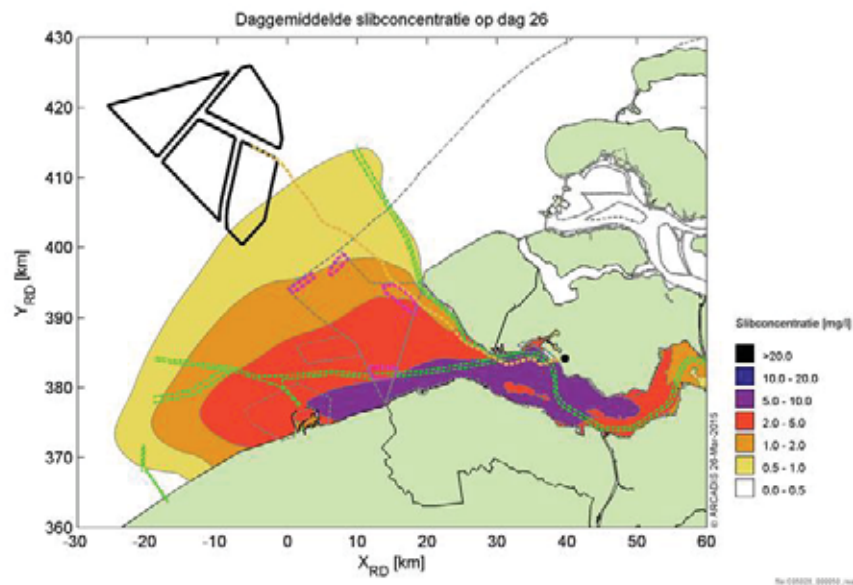 Daggemiddelde slibconcentratie op dag 26
430
420
410
400
390
380
370
360
Y RD [km]
-30 -20 -10 0 10 20 30 40 50 60
X RD [km]
Slibconcentratie [mg/l]
>20.0
10.0 - 20.0
5.0 - 10.0
2.0 - 5.0
1.0 - 2.0
0.5 - 1.0
0.0 - 0.5
© ARCADIS 26-Mar-2015